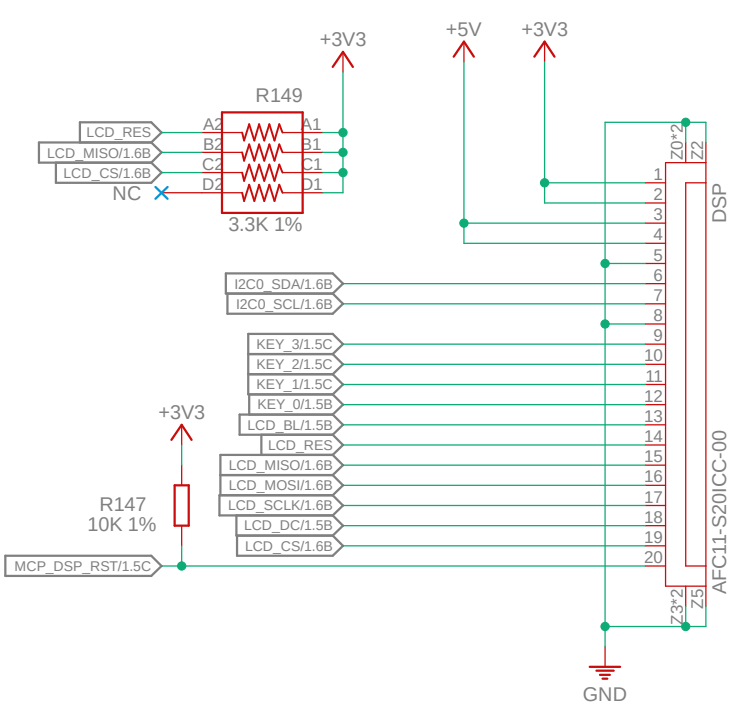 +3V3
+5V
+3V3
R149
A2
A1
LCD_RES
B2
B1
LCD_MISO/1.6B
C2
C1
LCD_CS/1.6B
D2
D1
NC
3.3K 1%
Z0*2
Z2
DSP
1
2
3
4
5
I2C0_SDA/1.6B
6
I2C0_SCL/1.6B
7
8
KEY_3/1.5C
9
KEY_2/1.5C
10
KEY_1/1.5C
11
KEY_0/1.5B
12
LCD_BL/1.5B
13
LCD_RES
14
LCD_MISO/1.6B
15
LCD_MOSI/1.6B
16
LCD_SCLK/1.6B
17
LCD_DC/1.5B
18
LCD_CS/1.6B
19
+3V3
R147
10K 1%
MCP_DSP_RST/1.5C
20
AFC11-S20ICC-00
Z3*2
Z5
GND